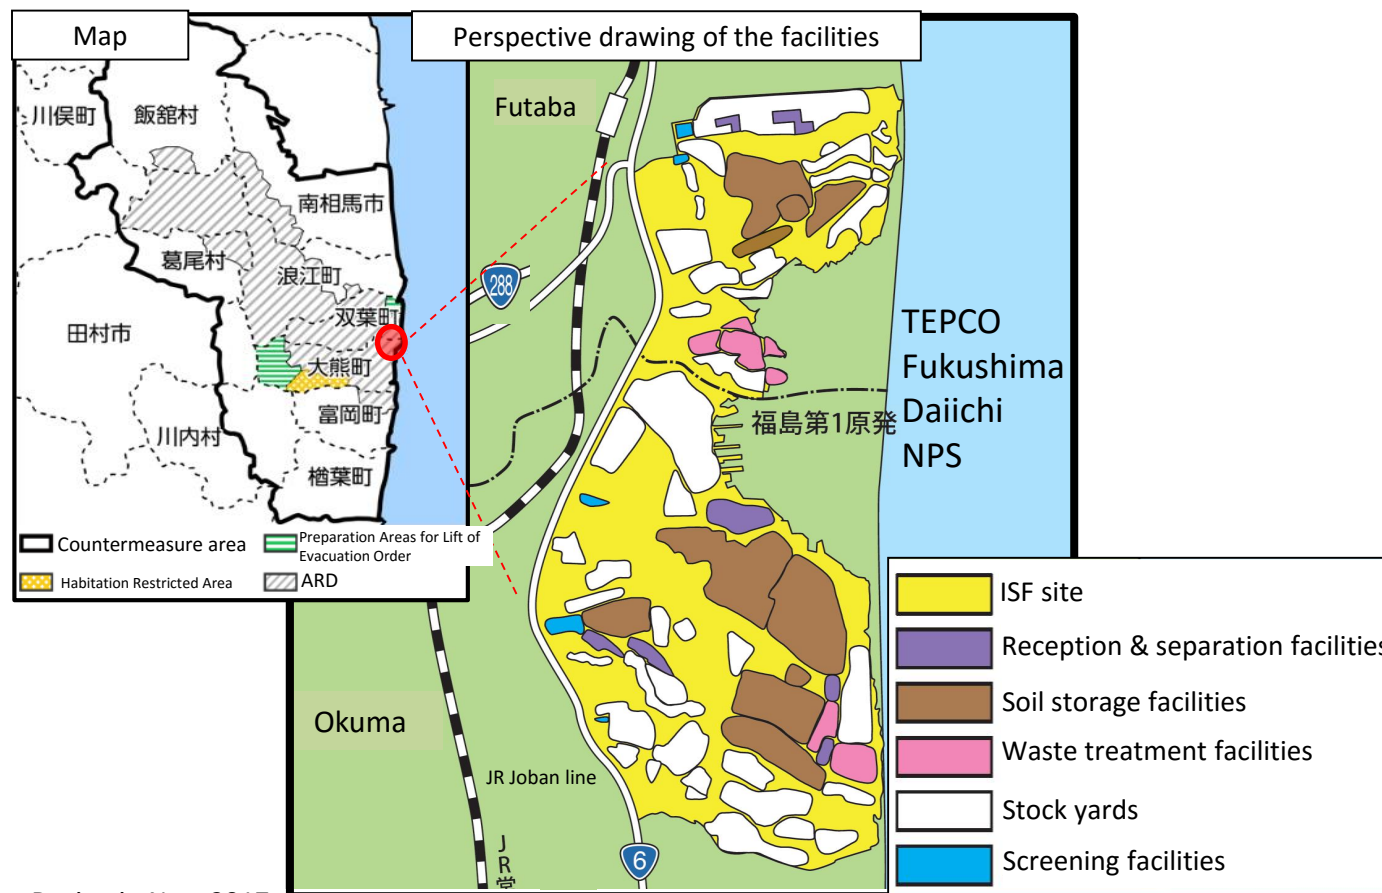 Map
Perspective drawing of the facilities
川俣町
飯舘村
南相馬市
葛尾村
浪江町
双葉町
田村市
大熊町
富岡町
川内村
楢葉町
Countermeasure area
Preparation Areas for Lift of
Evacuation Order
Habitation Restricted Area
ARD
Futaba
288
TEPCO
Fukushima
Daiichi
NPS
福島第1原発
Okuma
JR Joban line
JR
6
ISF site
Reception & separation facilities
Soil storage facilities
Waste treatment facilities
Stock yards
Screening facilities